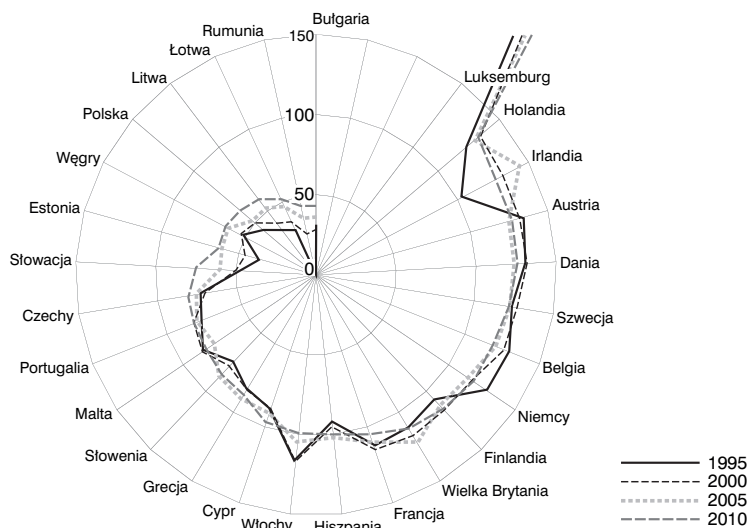 150
Bułgaria
Rumunia
Łotwa
Litwa
Luksemburg
Polska
100
Holandia
Węgry
Irlandia
Estonia
50
Austria
Słowacja
0
Dania
Czechy
Szwecja
Portugalia
Belgia
Malta
Niemcy
Słowenia
Finlandia
Grecja
Wielka Brytania
Cypr
Francja
Włochy
Hiszpania
1995
2000
2005
2010